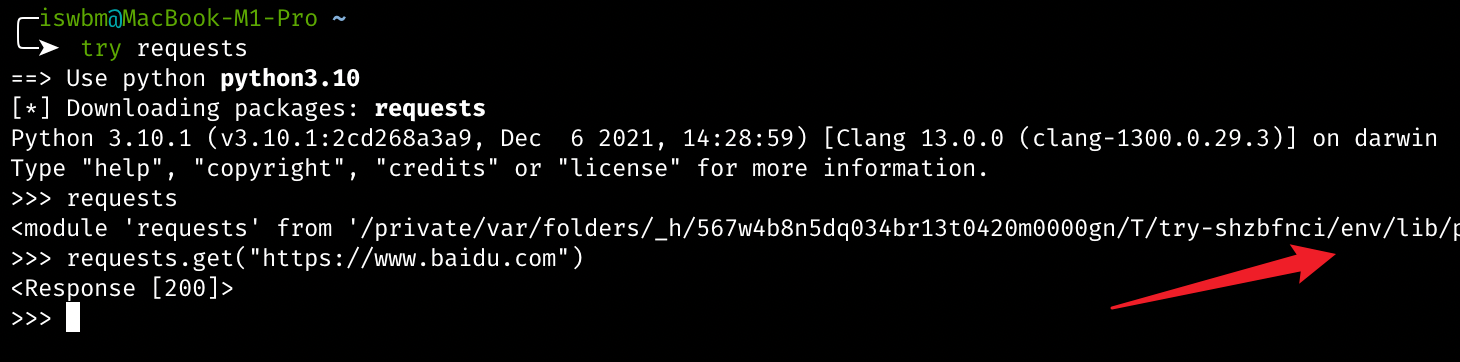 iswbm@MacBook-M1-Pro ~
try requests
==> Use python python3.10
[*] Downloading packages: requests
Python 3.10.1 (v3.10.1:2cd268a3a9, Dec  6 2021, 14:28:59) [Clang 13.0.0 (clang-1300.0.29.3)] on darwin
Type "help", "copyright", "credits" or "license" for more information.
>>> requests
<module 'requests' from '/private/var/folders/_h/567w4b8n5dq034br13t0420m0000gn/T/try-shzbfnci/env/lib/p
>>> requests.get("https://www.baidu.com")
<Response [200]>
>>>